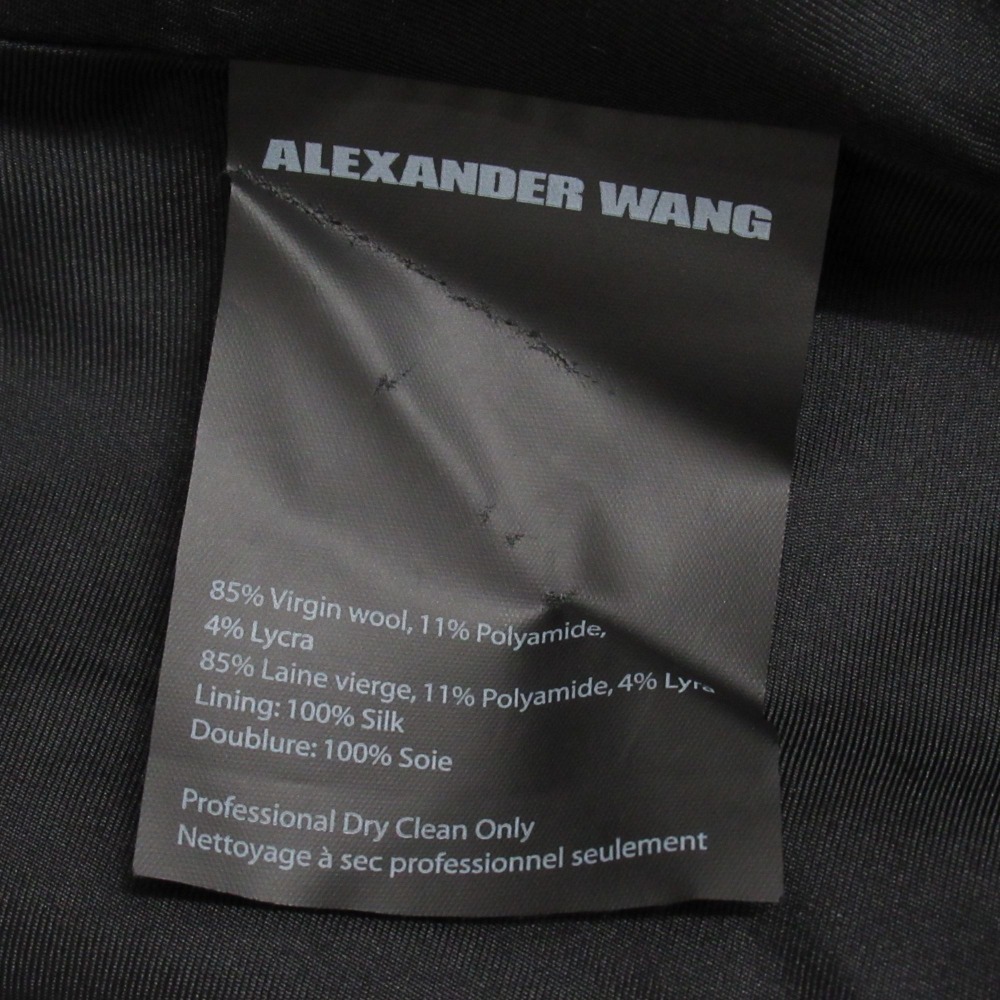 ALEXANDER WANG
85% Virgin wool, 11% Polyamide,
4% Lycra
85% Laine vierge, 11% Polyamide, 4% Lycra
Lining: 100% Silk
Doublure: 100% Soie
Professional Dry Clean Only
Nettoyage à sec professionnel seulement